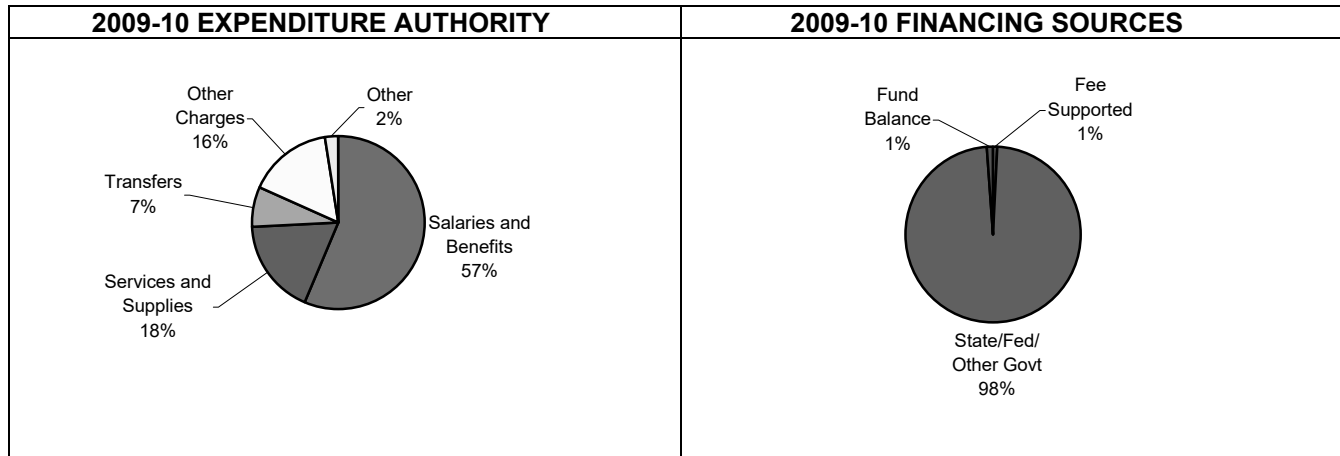 2009-10 EXPENDITURE AUTHORITY
Other
Charges
16%
Other
2%
Transfers
7%
Salaries and
Benefits
57%
Services and
Supplies
18%
2009-10 FINANCING SOURCES
Fund
Balance
1%
Fee
Supported
1%
State/Fed/
Other Govt
98%